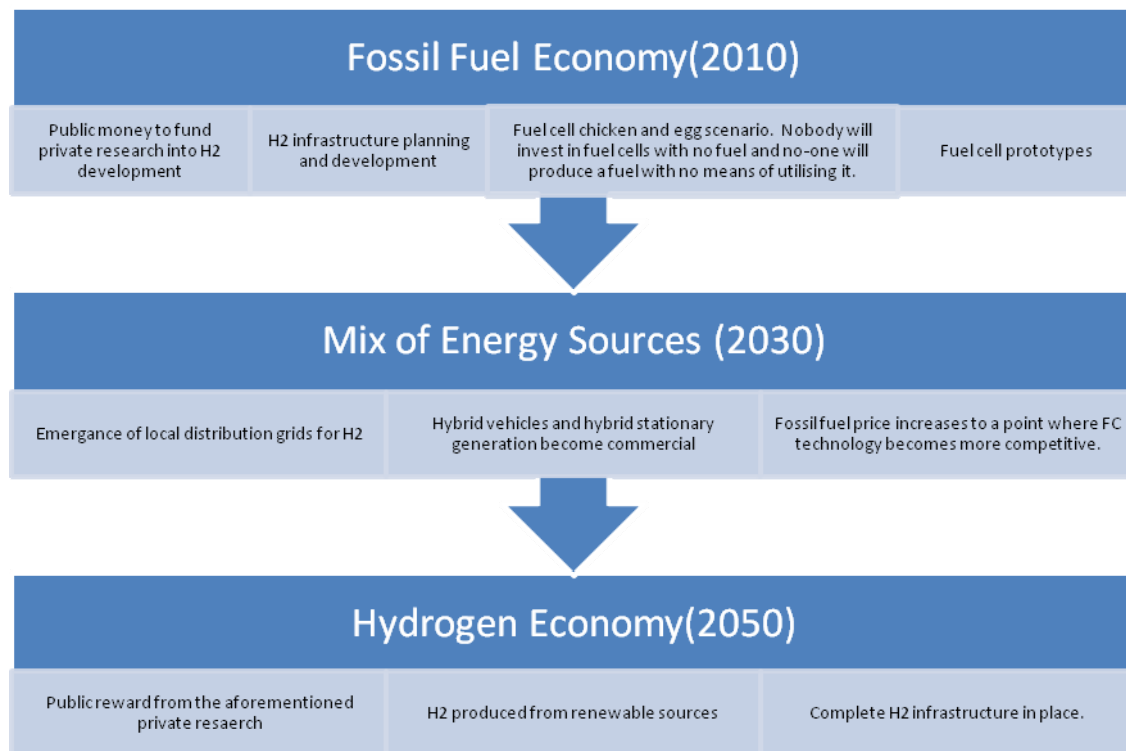 Fossil Fuel Economy(2010)
Public money to fund
private research into H2
development
H2 infrastructure planning
and development
Fuel cell chicken and egg scenario.  Nobody will
invest in fuel cells with no fuel and no-one will
produce a fuel with no means of utilising it.
Fuel cell prototypes
Mix of Energy Sources (2030)
Emergance of local distribution grids for H2
Hybrid vehicles and hybrid stationary
generation become commercial
Fossil fuel price increases to a point where FC
technology becomes more competitive.
Hydrogen Economy(2050)
Public reward from the aforementioned
private resaerch
H2 produced from renewable sources
Complete H2 infrastructure in place.